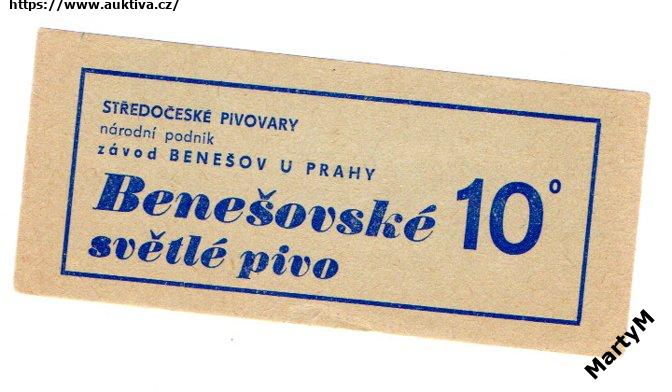 https://www.auktiva.cz/
STŘEDOČESKÉ PIVOVARY
národní podnik
závod BENEŠOV U PRAHY
Benešovské 10°
světlé pivo
MartyM